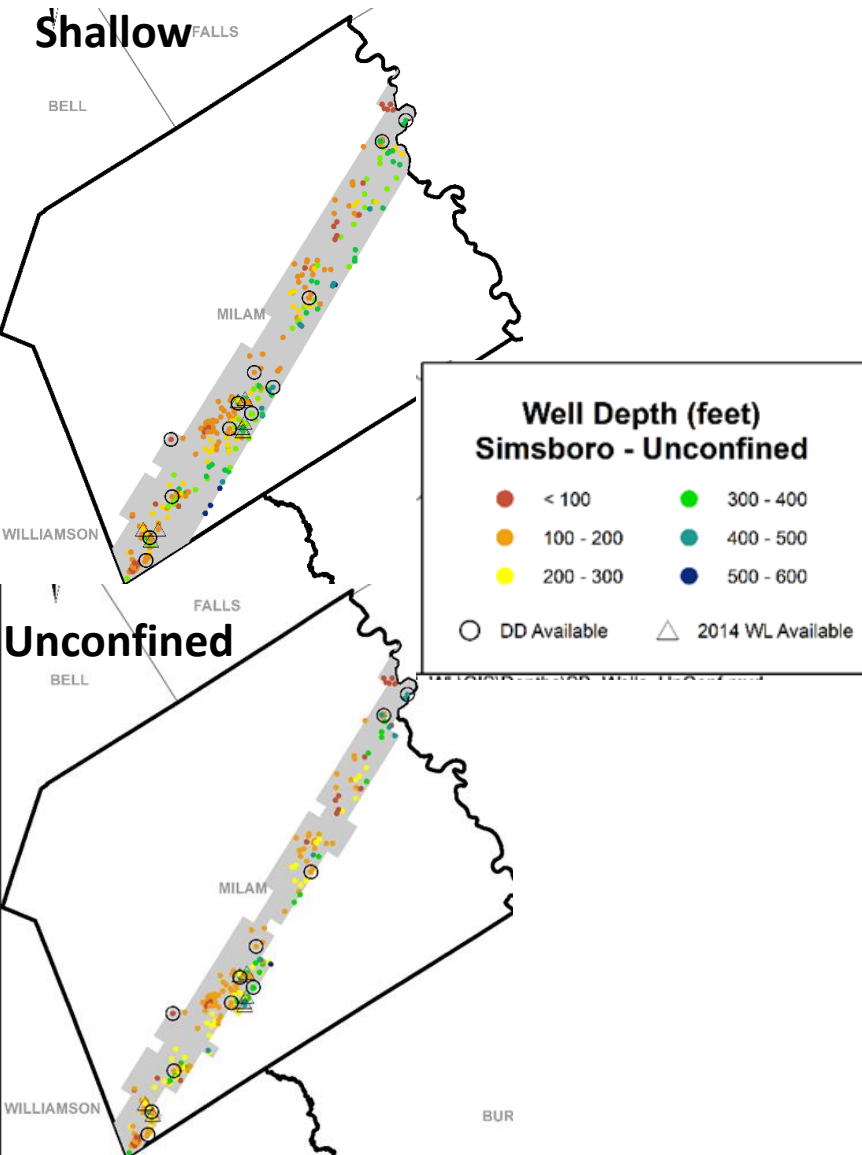 Shallow
FALLS
BELL
MILAM
WILLIAMSON
Well Depth (feet)
Simsboro - Unconfined
< 100
300 - 400
100 - 200
400 - 500
200 - 300
500 - 600
DD Available
2014 WL Available
Unconfined
FALLS
BELL
MILAM
WILLIAMSON
BUR